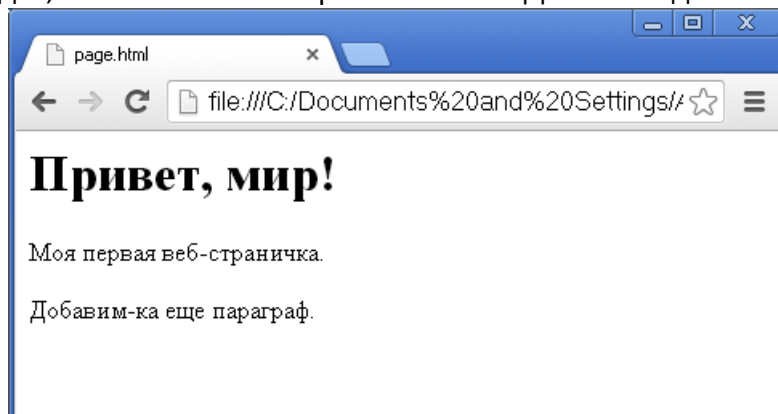 page.html
file:///C:/Documents%20and%20Settings//
Привет, мир!
Моя первая веб-страничка.
Добавим-ка еще параграф.